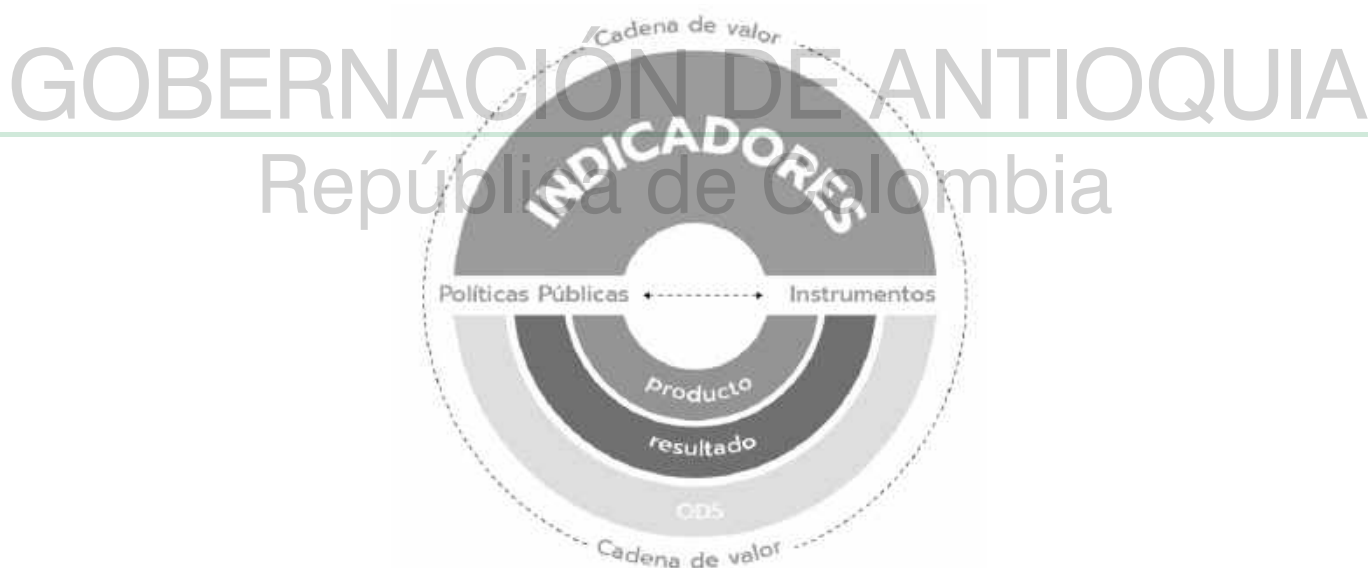 Cadena de valor
GOBERNACIÓN DE ANTIOQUIA
INDICADORES
República de Colombia
Políticas Públicas
Instrumentos
producto
resultado
ODS
Cadena de valor